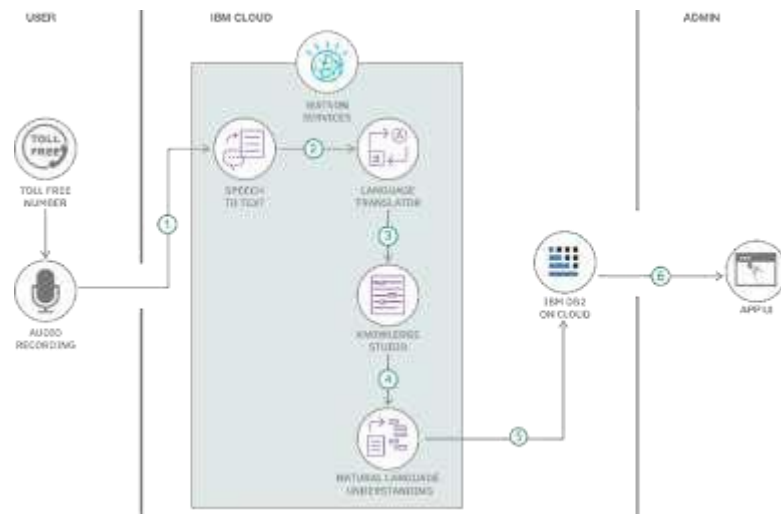 USER
IBM CLOUD
ADMIN
WATSON
SERVICES
TOLL
FREE
TOLL FREE
NUMBER
SPEECH
TO TEXT
2
A
LANGUAGE
TRANSLATOR
1
3
AUDIO
RECORDING
KNOWLEDGE
STUDIO
IBM DB2
ON CLOUD
6
APP UI
4
5
NATURAL LANGUAGE
UNDERSTANDING